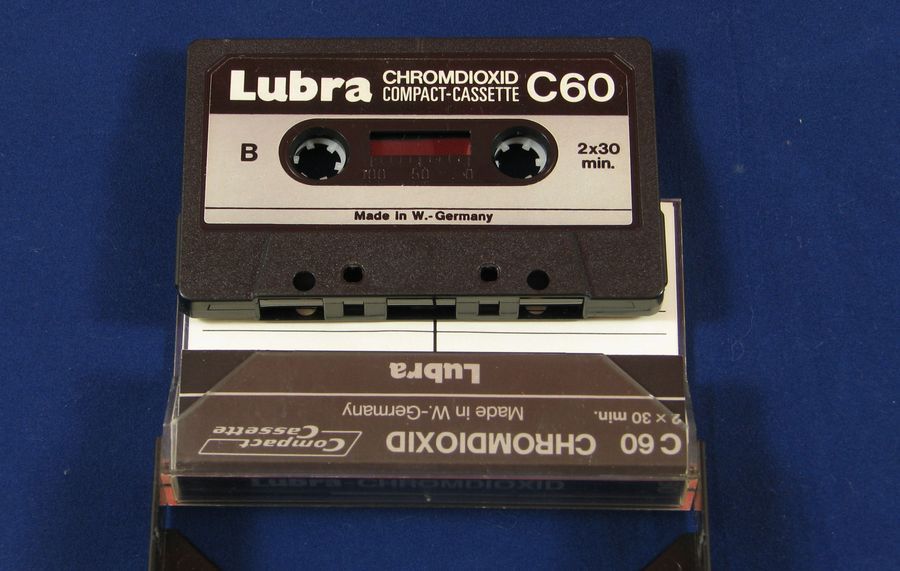 Lubra CHROMDIOXID C60
COMPACT-CASSETTE
B
2x30
min.
100 50 0
Made in W.-Germany
Lubra
Made in W.-Germany
2 x 30 min.
Compact
Cassette
CHROMDIOXID
C 60
Lubra CHROMDIOXID